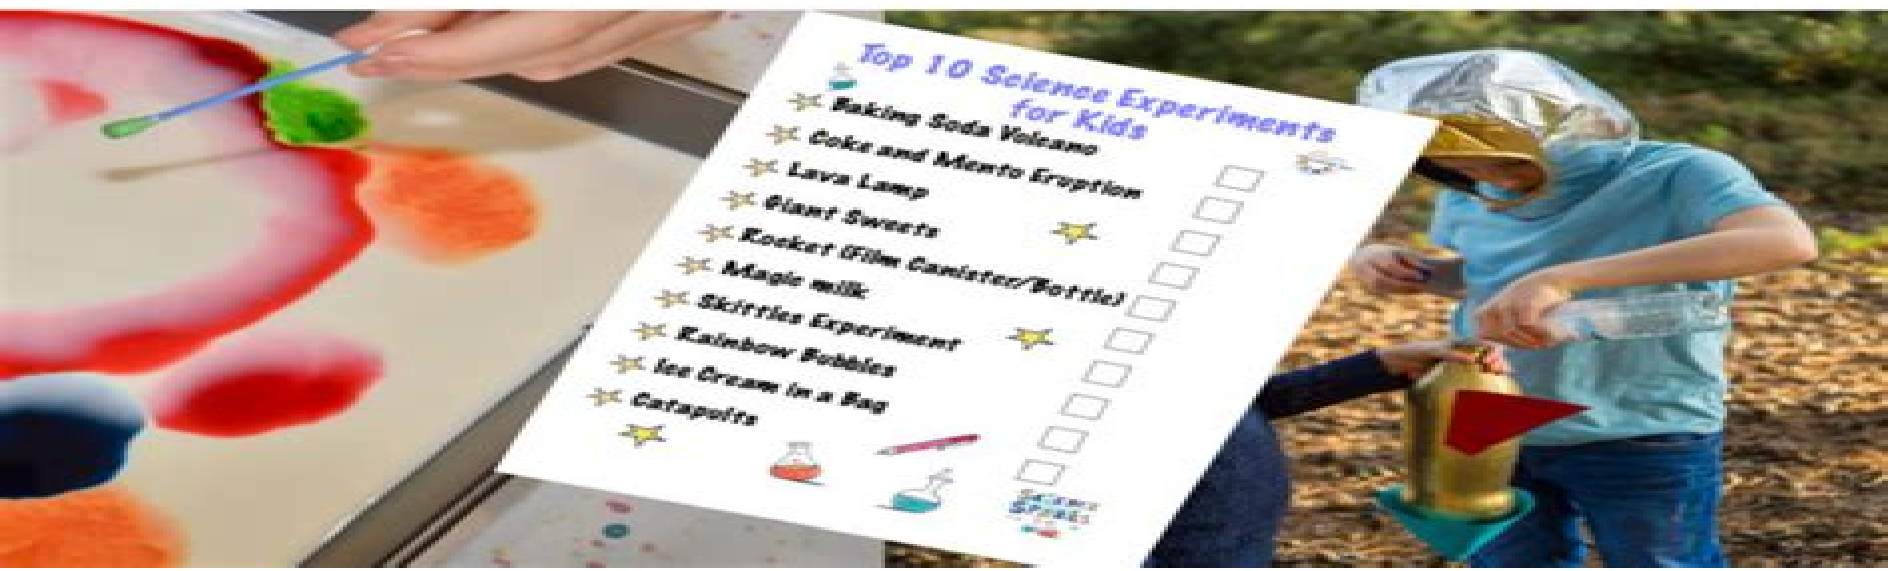 Top 10 Science Experiments
for Kids
Baking Soda Volcano
Coke and Mento Eruption
Lava Lamp
Giant Sweets
Rocket (Film Canister/Bottle)
Magic milk
Skittles Experiment
Rainbow Bubbles
Ice Cream in a Bag
Catapults